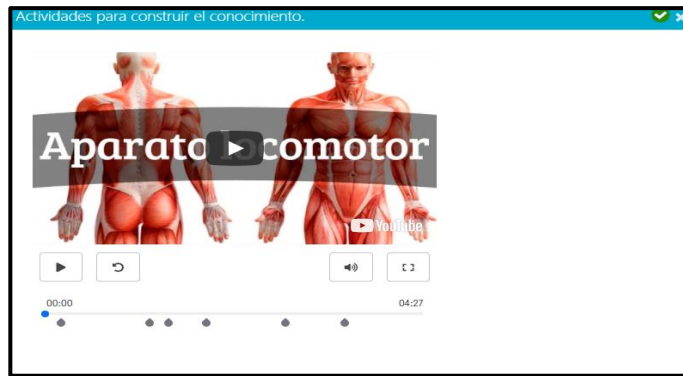 Actividades para construir el conocimiento.
Aparato locomotor
YouTube
00:00
04:27